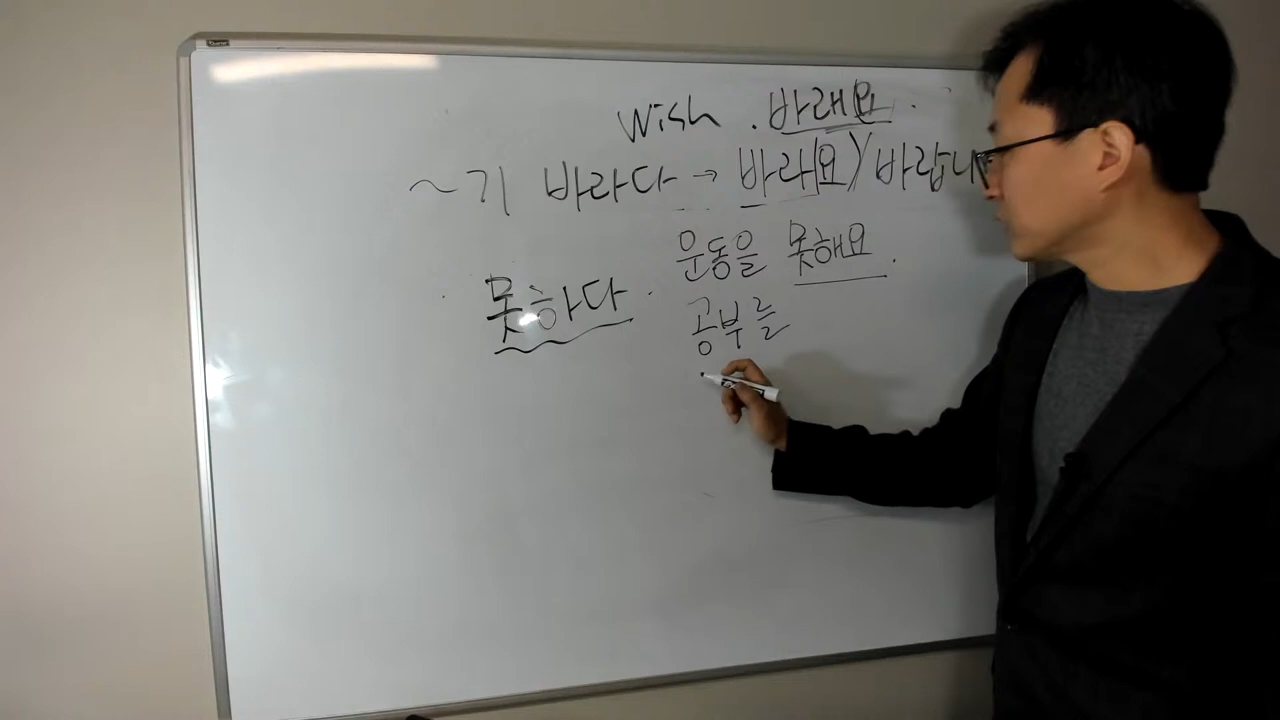 Wish . 바래요.
~기 바라다 → 바래요 / 바랍니
못하다. 운동을 못해요.
공부를